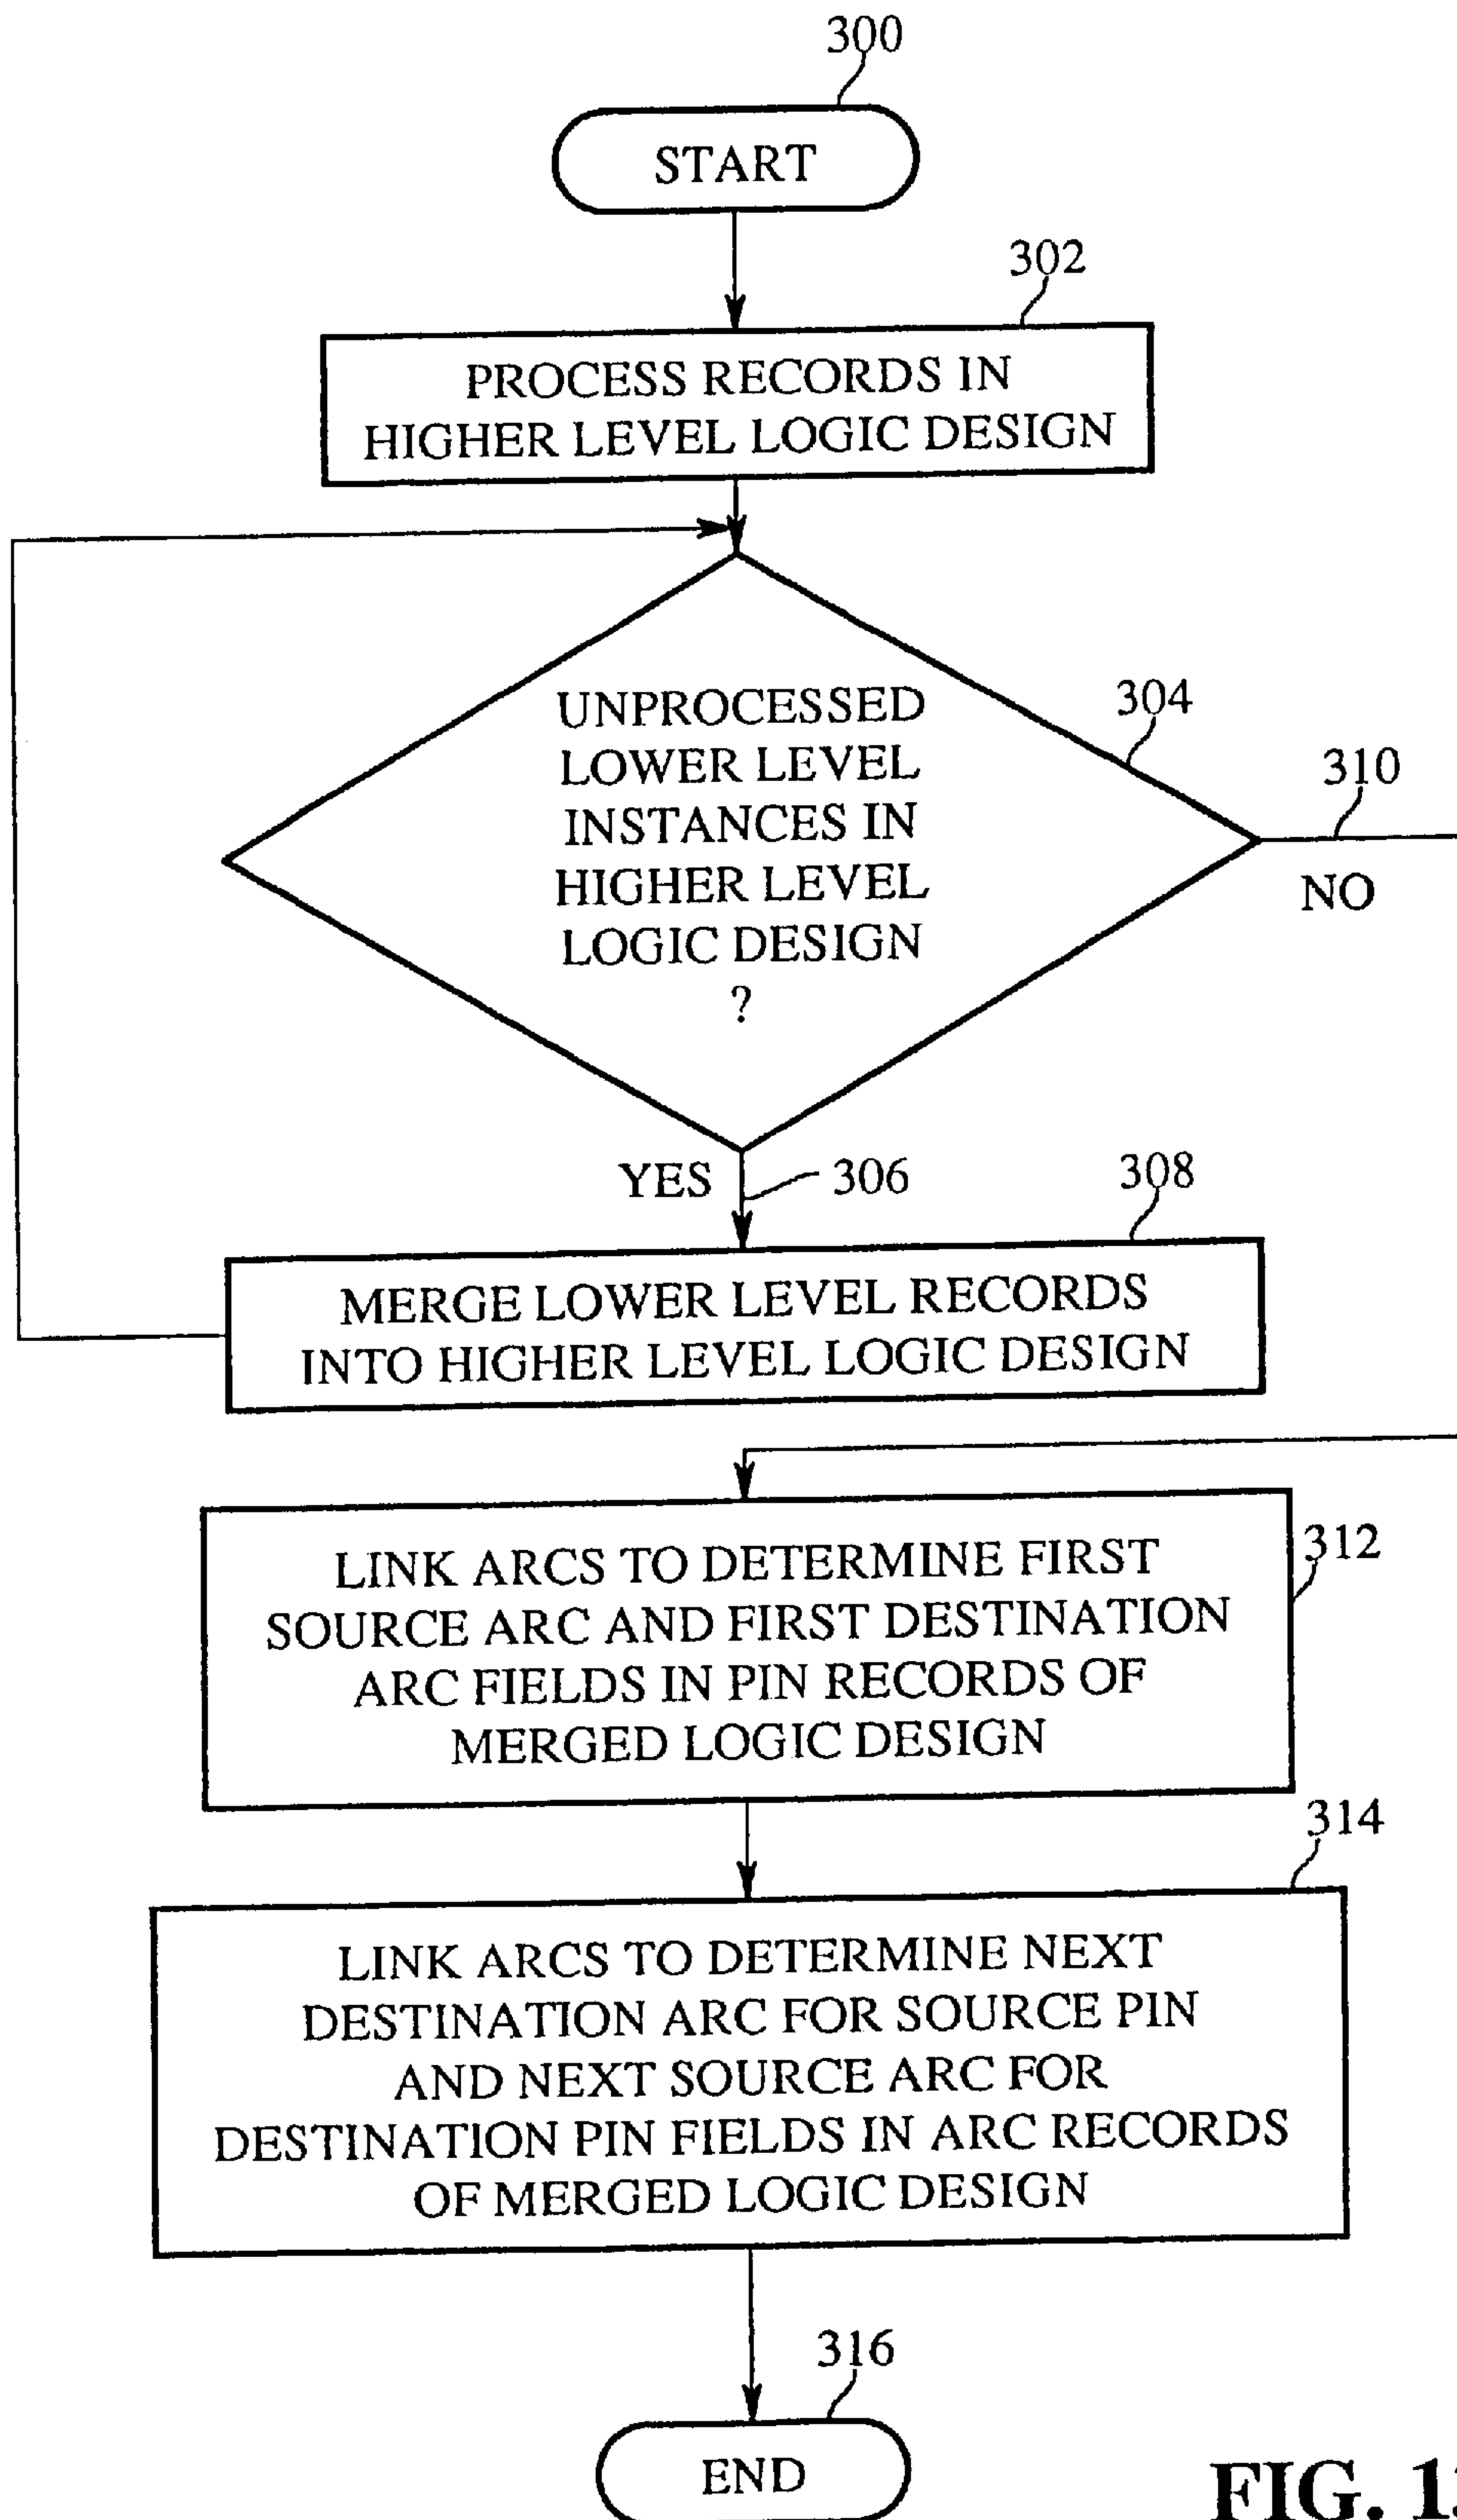 300
START
302
PROCESS RECORDS IN
HIGHER LEVEL LOGIC DESIGN
UNPROCESSED
LOWER LEVEL
INSTANCES IN
HIGHER LEVEL
LOGIC DESIGN
?
304
310
NO
YES
306
308
MERGE LOWER LEVEL RECORDS
INTO HIGHER LEVEL LOGIC DESIGN
LINK ARCS TO DETERMINE FIRST
SOURCE ARC AND FIRST DESTINATION
ARC FIELDS IN PIN RECORDS OF
MERGED LOGIC DESIGN
312
314
LINK ARCS TO DETERMINE NEXT
DESTINATION ARC FOR SOURCE PIN
AND NEXT SOURCE ARC FOR
DESTINATION PIN FIELDS IN ARC RECORDS
OF MERGED LOGIC DESIGN
316
END
FIG.